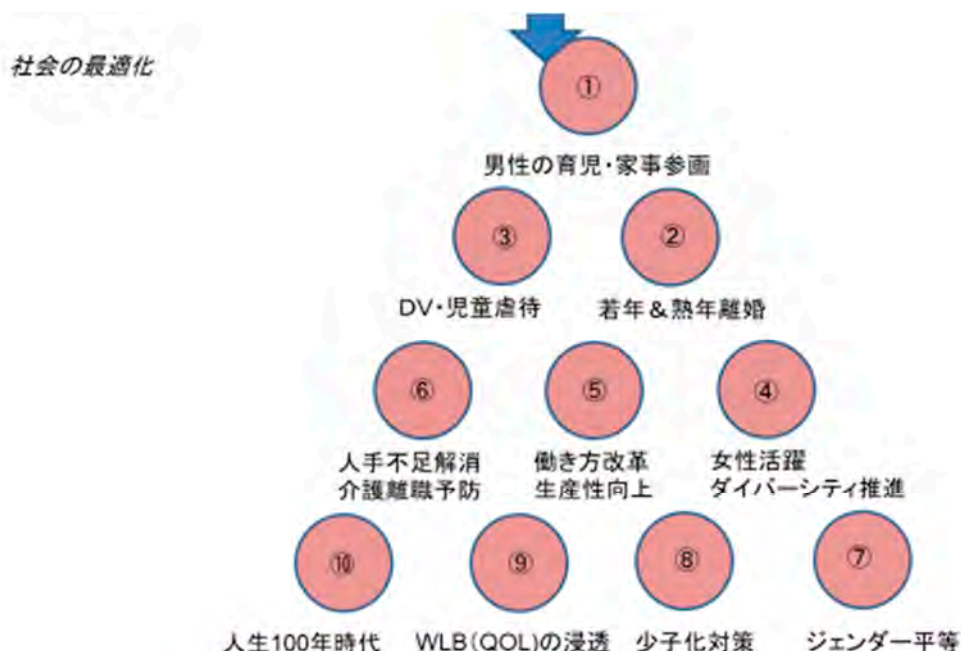 社会の最適化
①
男性の育児・家事参画
③ ②
DV・児童虐待 若年&熟年離婚
⑥ ⑤ ④
人手不足解消 働き方改革 女性活躍
介護離職予防 生産性向上 ダイバーシティ推進
⑩ ⑨ ⑧ ⑦
人生100年時代 WLB(QOL)の浸透 少子化対策 ジェンダー平等